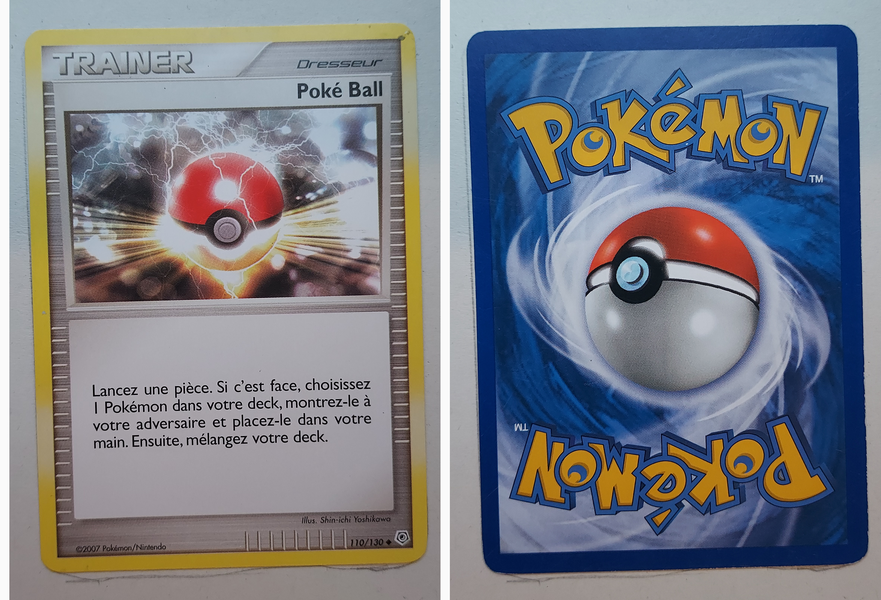 TRAINER
Dresseur
Poké Ball
Lancez une pièce. Si c'est face, choisissez
1 Pokémon dans votre deck, montrez-le à
votre adversaire et placez-le dans votre
main. Ensuite, mélangez votre deck.
Illus. Shin-ichi Yoshikawa
©2007 Pokémon/Nintendo
110/130
POKéMON
TM
TM
POKéMON